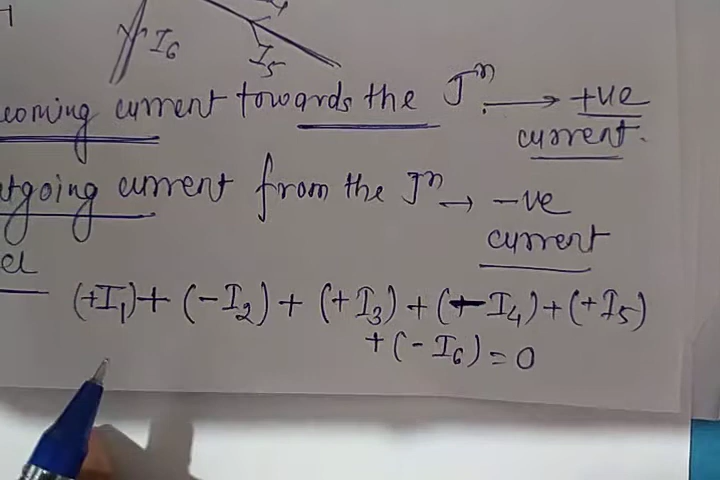 I6
I5
coming current towards the Jn. → +ve
current.
tgoing current from the Jn → -ve
current
(+I1) + (-I2) + (+I3) + (-I4) + (+I5)
+ (-I6) = 0